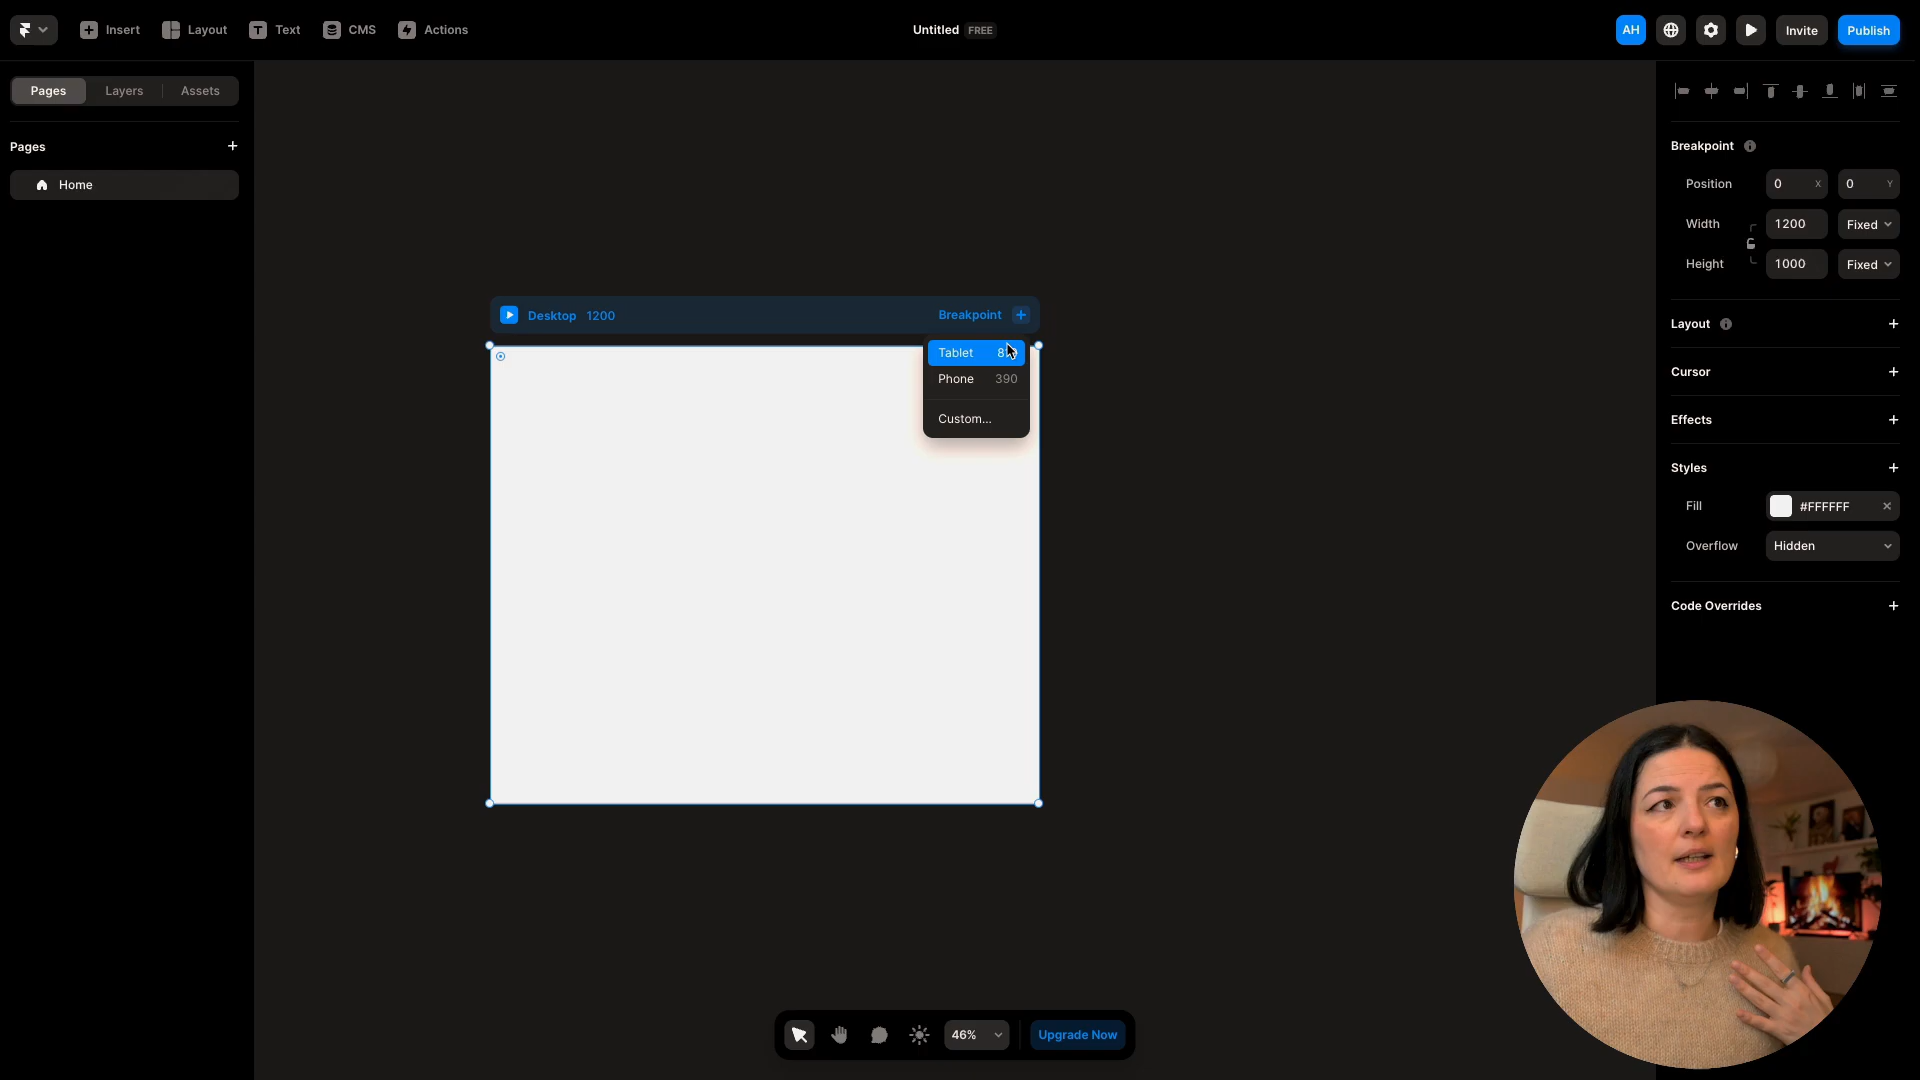 Insert Layout Text CMS Actions
Untitled FREE
AH Invite Publish
Pages Layers Assets
Pages
Home
Desktop 1200 Breakpoint
Tablet
Phone 390
Custom...
Breakpoint
Position 0 X 0 Y
Width 1200 Fixed
Height 1000 Fixed
Layout
Cursor
Effects
Styles
Fill #FFFFFF
Overflow Hidden
Code Overrides
46% Upgrade Now